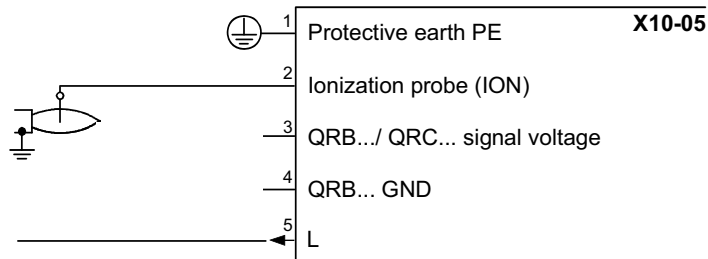 X10-05
1 Protective earth PE
2 Ionization probe (ION)
3 QRB.../ QRC... signal voltage
4 QRB... GND
5 L